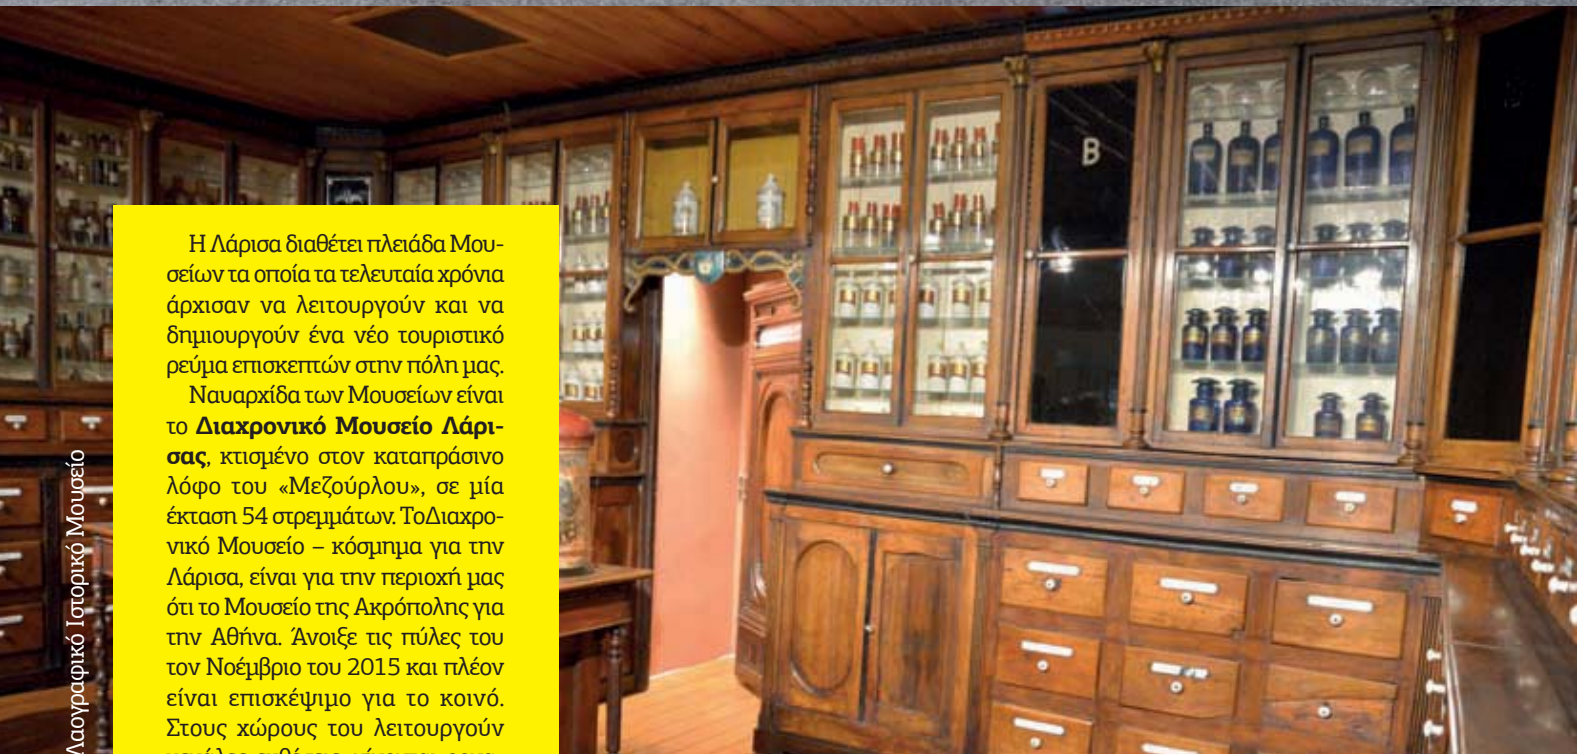 Η Λάρισα διαθέτει πλειάδα Μου-
σείων τα οποία τα τελευταία χρόνια
άρχισαν να λειτουργούν και να
δημιουργούν ένα νέο τουριστικό
ρεύμα επισκεπτών στην πόλη μας.
Ναυαρχίδα των Μουσείων είναι
το Διαχρονικό Μουσείο Λάρι-
σας, κτισμένο στον καταπράσινο
λόφο του «Μεζούρλου», σε μία
έκταση 54 στρεμμάτων. ΤοΔιαχρο-
νικό Μουσείο – κόσμημα για την
Λάρισα, είναι για την περιοχή μας
ότι το Μουσείο της Ακρόπολης για
την Αθήνα. Άνοιξε τις πύλες του
τον Νοέμβριο του 2015 και πλέον
είναι επισκέψιμο για το κοινό.
Στους χώρους του λειτουργούν
Λαογραφικό Ιστορικό Μουσείο
B